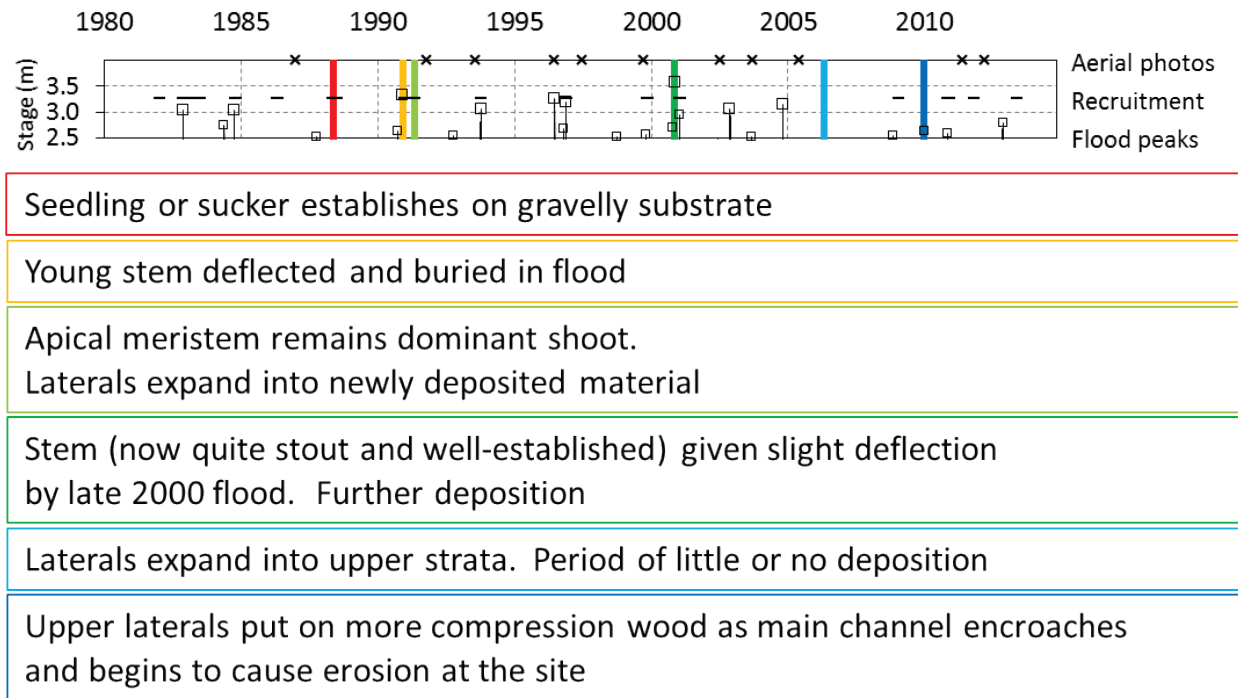 1980 1985 1990 1995 2000 2005 2010
Stage (m)
3.5
3.0
2.5
Aerial photos
Recruitment
Flood peaks
Seedling or sucker establishes on gravelly substrate
Young stem deflected and buried in flood
Apical meristem remains dominant shoot.
Laterals expand into newly deposited material
Stem (now quite stout and well-established) given slight deflection
by late 2000 flood. Further deposition
Laterals expand into upper strata. Period of little or no deposition
Upper laterals put on more compression wood as main channel encroaches
and begins to cause erosion at the site